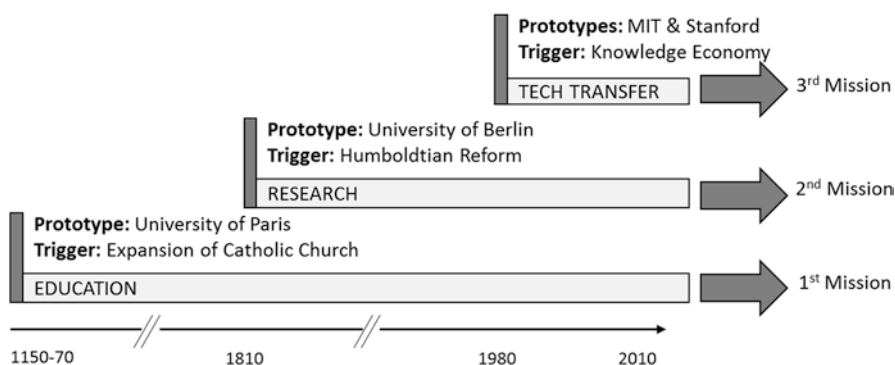 Prototypes: MIT & Stanford
Trigger: Knowledge Economy
TECH TRANSFER
3rd Mission
Prototype: University of Berlin
Trigger: Humboldtian Reform
RESEARCH
2nd Mission
Prototype: University of Paris
Trigger: Expansion of Catholic Church
EDUCATION
1st Mission
1150-70 1810 1980 2010